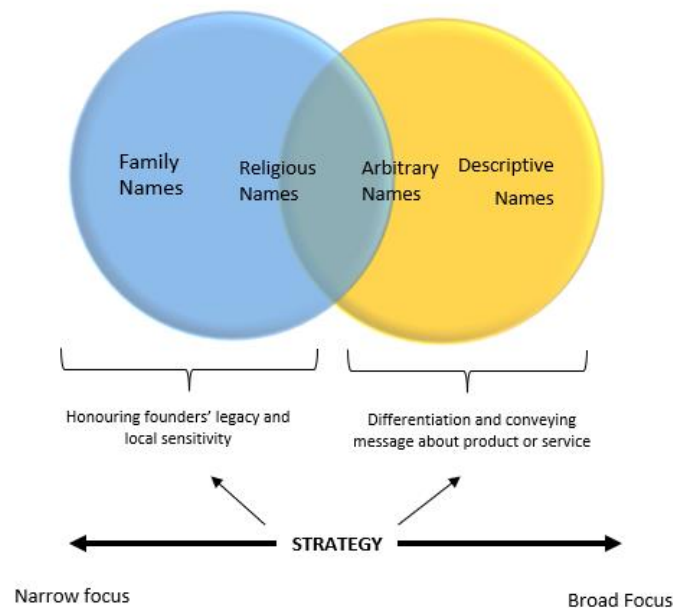 Family
Names
Religious
Names
Arbitrary
Names
Descriptive
Names
Honouring founders' legacy and
local sensitivity
Differentiation and conveying
message about product or service
STRATEGY
Narrow focus
Broad Focus